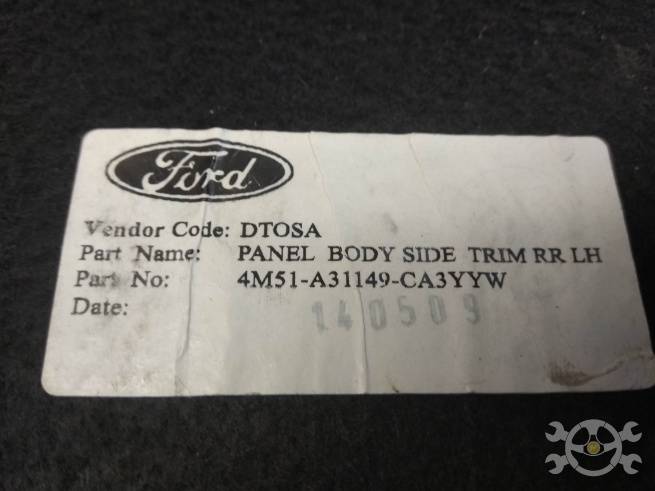 Ford
Vendor Code: DTOSA
Part Name: PANEL BODY SIDE TRIM RR LH
Part No: 4M51-A31149-CA3YYW
Date: 140509